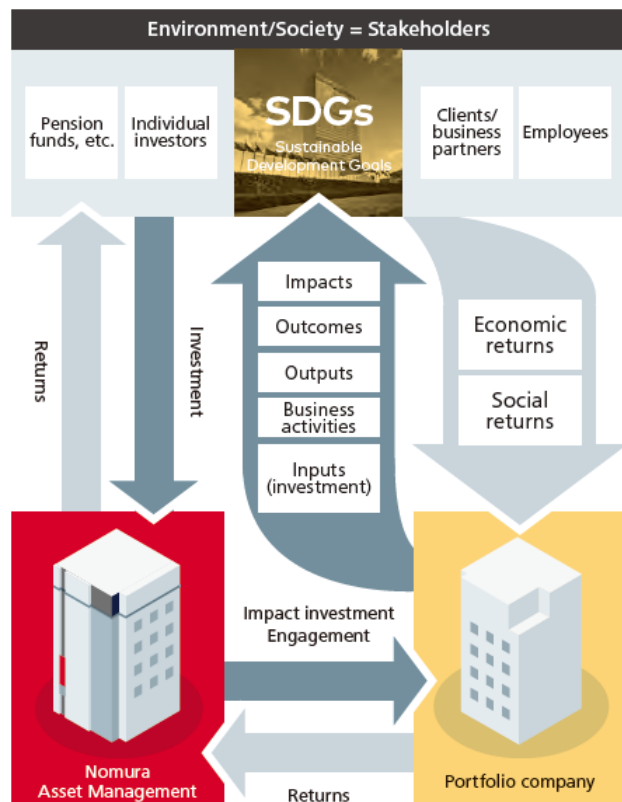 Environment/Society = Stakeholders
Pension
funds, etc.
Individual
investors
SDGs
Sustainable
Development Goals
Clients/
business
partners
Employees
Returns
Investment
Impacts
Outcomes
Outputs
Business
activities
Inputs
(investment)
Economic
returns
Social
returns
Impact investment
Engagement
Nomura
Asset Management
Returns
Portfolio company